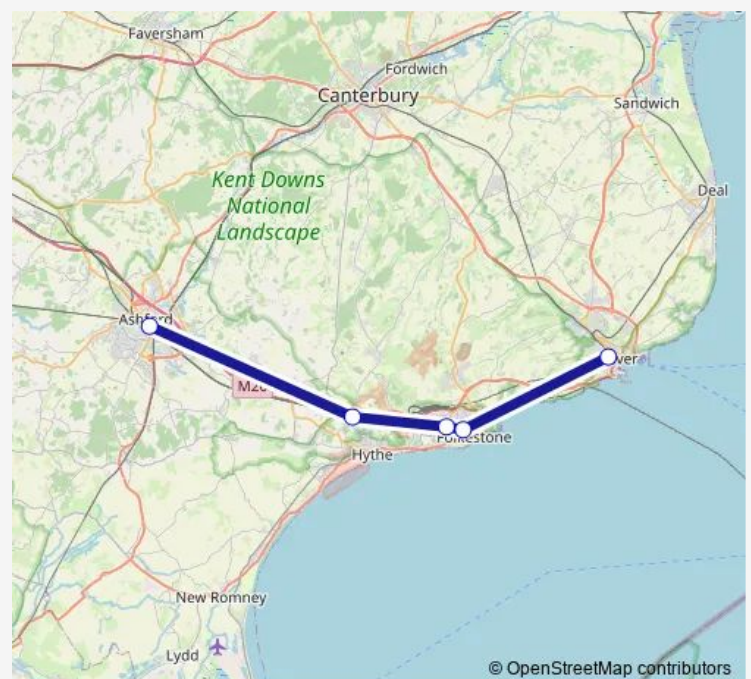 Faversham
Fordwich
Canterbury
Sandwich
Kent Downs
National
Landscape
Deal
Ashford
M20
Folkestone
Hythe
New Romney
Lydd
© OpenStreetMap contributors